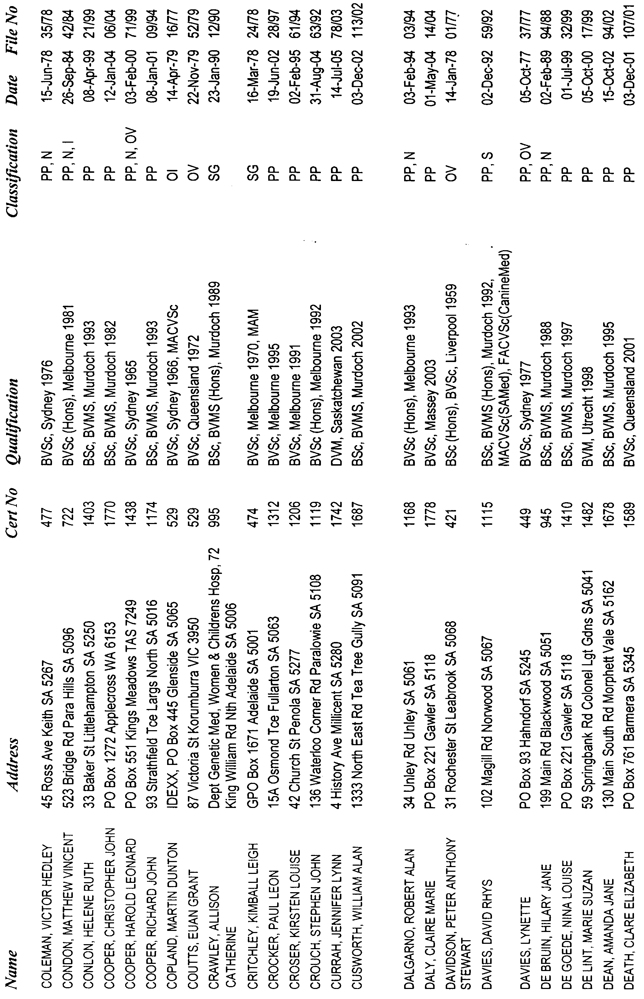 Name Address Cert No Qualification Classification Date File No
COLEMAN, VICTOR HEDLEY 45 Ross Ave Keith SA 5267 477 BVSc, Sydney 1976 PP, N 15-Jun-78 35/78
CONDON, MATTHEW VINCENT 523 Bridge Rd Para Hills SA 5096 722 BVSc (Hons), Melbourne 1981 PP, N, I 26-Sep-84 42/84
CONLON, HELENE RUTH 33 Baker St Littlehampton SA 5250 1403 BSc, BVMS, Murdoch 1993 PP 08-Apr-99 21/99
COOPER, CHRISTOPHER JOHN PO Box 1272 Applecross WA 6153 1770 BSc, BVMS, Murdoch 1982 PP 12-Jan-04 06/04
COOPER, HAROLD LEONARD PO Box 551 Kings Meadows TAS 7249 1438 BVSc, Sydney 1965 PP, N, OV 03-Feb-00 71/99
COOPER, RICHARD JOHN 93 Strathfield Tce Largs North SA 5016 1174 BSc, BVMS, Murdoch 1993 PP 08-Jan-01 09/94
COPLAND, MARTIN DUNTON IDEXX, PO Box 445 Glenside SA 5065 529 BVSc, Sydney 1966, MACVSc OI 14-Apr-79 16/77
COUTTS, EUAN GRANT 87 Victoria St Korumburra VIC 3950 529 BVSc, Queensland 1972 OV 22-Nov-79 52/79
CRAWLEY, ALLISON Dept Genetic Med, Women & Childrens Hosp, 72 995 BSc, BVMS (Hons), Murdoch 1989 SG 23-Jan-90 12/90
CATHERINE King William Rd Nth Adelaide SA 5006
CRITCHLEY, KIMBALL LEIGH GPO Box 1671 Adelaide SA 5001 474 BVSc, Melbourne 1970, MAM SG 16-Mar-78 24/78
CROCKER, PAUL LEON 15A Osmond Tce Fullarton SA 5063 1312 BVSc, Melbourne 1995 PP 19-Jun-02 28/97
CROSER, KIRSTEN LOUISE 42 Church St Penola SA 5277 1206 BVSc, Melbourne 1991 PP 02-Feb-95 61/94
CROUCH, STEPHEN JOHN 136 Waterloo Corner Rd Paralowie SA 5108 1119 BVSc (Hons), Melbourne 1992 PP 31-Aug-04 63/92
CURRAH, JENNIFER LYNN 4 History Ave Millicent SA 5280 1742 DVM, Saskatchewan 2003 PP 14-Jul-05 78/03
CUSWORTH, WILLIAM ALAN 1333 North East Rd Tea Tree Gully SA 5091 1687 BSc, BVMS, Murdoch 2002 PP 03-Dec-02 113/02
DALGARNO, ROBERT ALAN 34 Unley Rd Unley SA 5061 1168 BVSc (Hons), Melbourne 1993 PP, N 03-Feb-94 03/94
DALY, CLAIRE MARIE PO Box 221 Gawler SA 5118 1778 BVSc, Massey 2003 PP 01-May-04 14/04
DAVIDSON, PETER ANTHONY 31 Rochester St Leabrook SA 5068 421 BSc (Hons), BVSc, Liverpool 1959 OV 14-Jan-78 01/77
STEWART
DAVIES, DAVID RHYS 102 Magill Rd Norwood SA 5067 1115 BSc, BVMS (Hons), Murdoch 1992, PP, S 02-Dec-92 59/92
MACVSc(SAMed), FACVSc(CanineMed)
DAVIES, LYNETTE PO Box 93 Hahndorf SA 5245 449 BVSc, Sydney 1977 PP, OV 05-Oct-77 37/77
DE BRUIN, HILARY JANE 199 Main Rd Blackwood SA 5051 945 BSc, BVMS, Murdoch 1988 PP, N 02-Feb-89 94/88
DE GOEDE, NINA LOUISE PO Box 221 Gawler SA 5118 1410 BSc, BVMS, Murdoch 1997 PP 01-Jul-99 32/99
DE LINT, MARIE SUZAN 59 Springbank Rd Colonel Lgt Gdns SA 5041 1482 BVM, Utrecht 1998 PP 05-Oct-00 17/99
DEAN, AMANDA JANE 130 Main South Rd Morphett Vale SA 5162 1678 BSc, BVMS, Murdoch 1995 PP 15-Oct-02 94/02
DEATH, CLARE ELIZABETH PO Box 761 Barmera SA 5345 1589 BVSc, Queensland 2001 PP 03-Dec-01 107/01